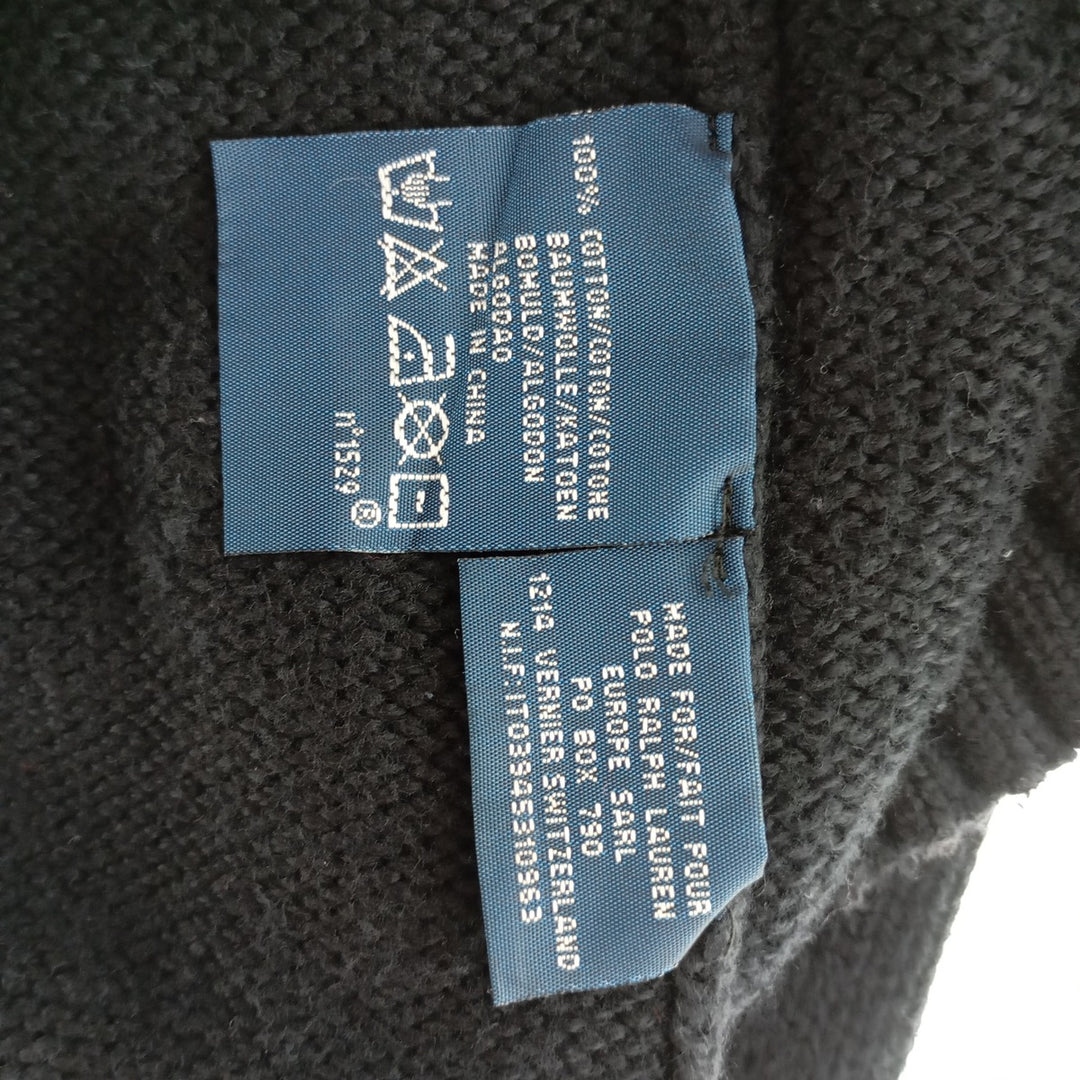 100% COTTON/COTON/COTONE
BAUMWOLLE/KATOEN
BOMULD/ALGODON
ALGODAO
MADE IN CHINA
n°1529 Ⓢ
MADE FOR/FAIT POUR
POLO RALPH LAUREN
EUROPE SARL
PO BOX 790
1214 VERNIER SWITZERLAND
N.I.F:IT03905310963